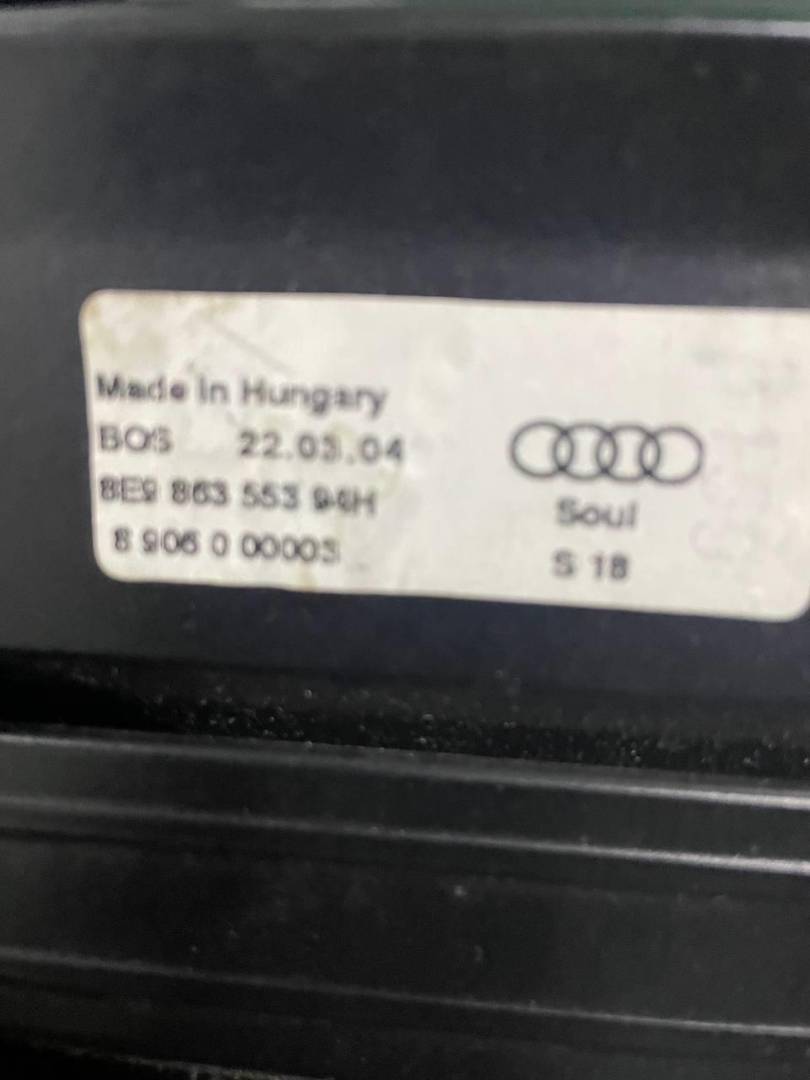 Made in Hungary
BOS 22.03.04
8E9 863 553 94H
8 906 0 00003
Soul
S 18